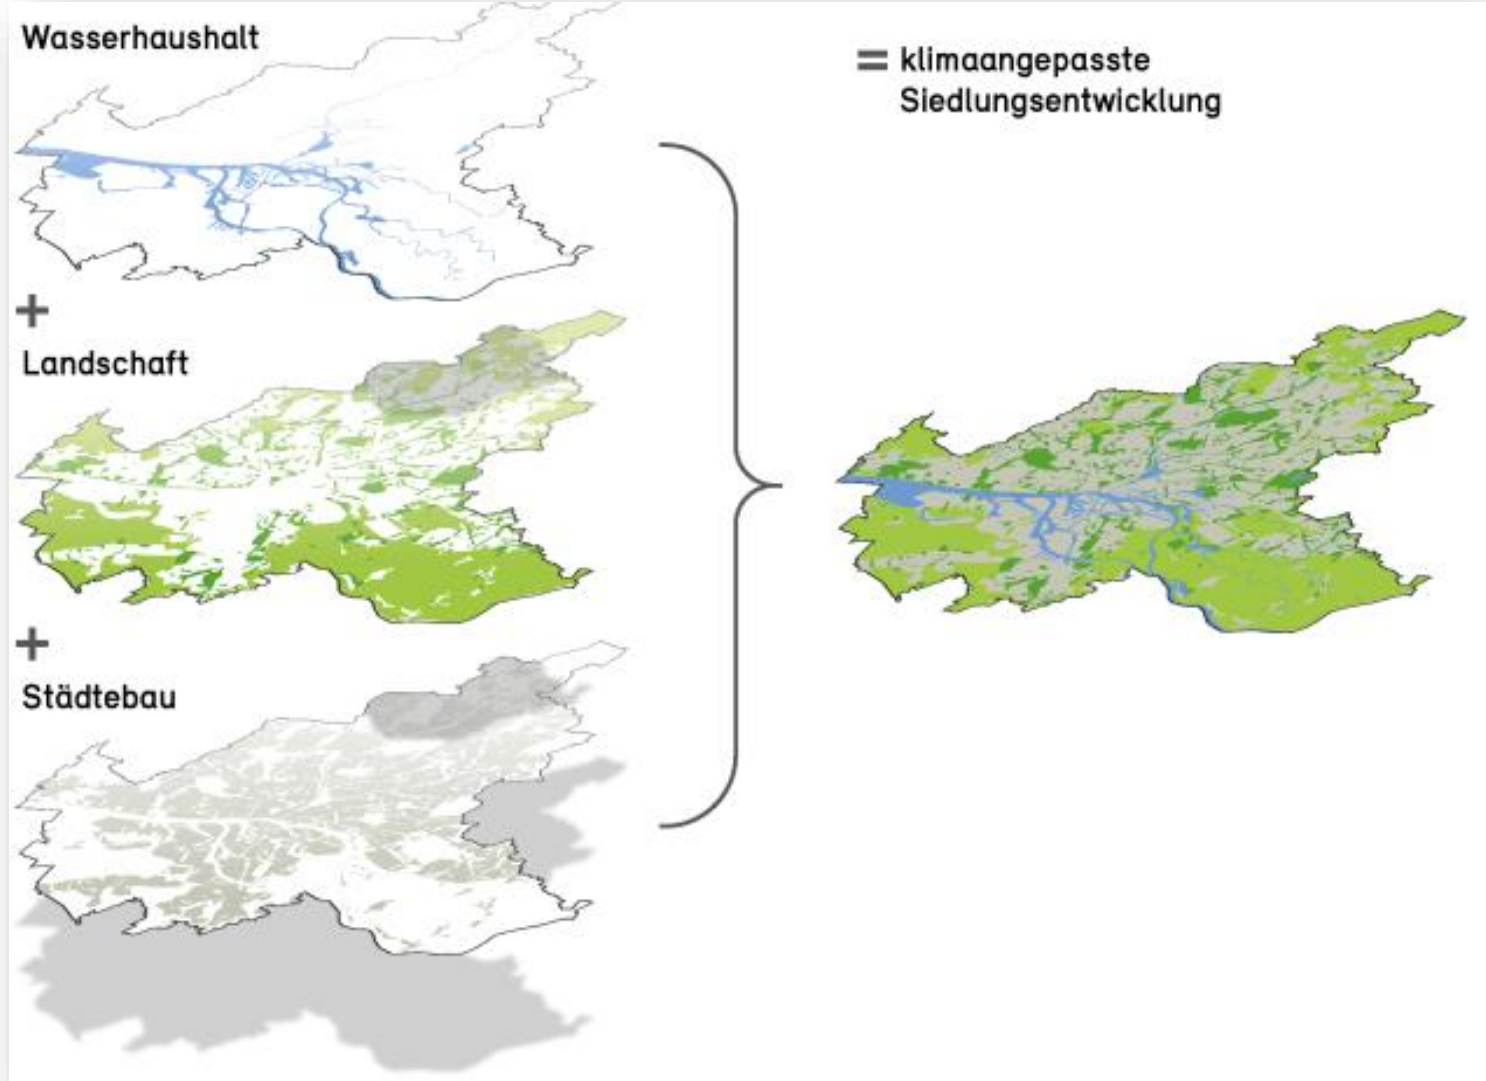 Wasserhaushalt
+
Landschaft
+
Städtebau
= klimaangepasste
Siedlungsentwicklung